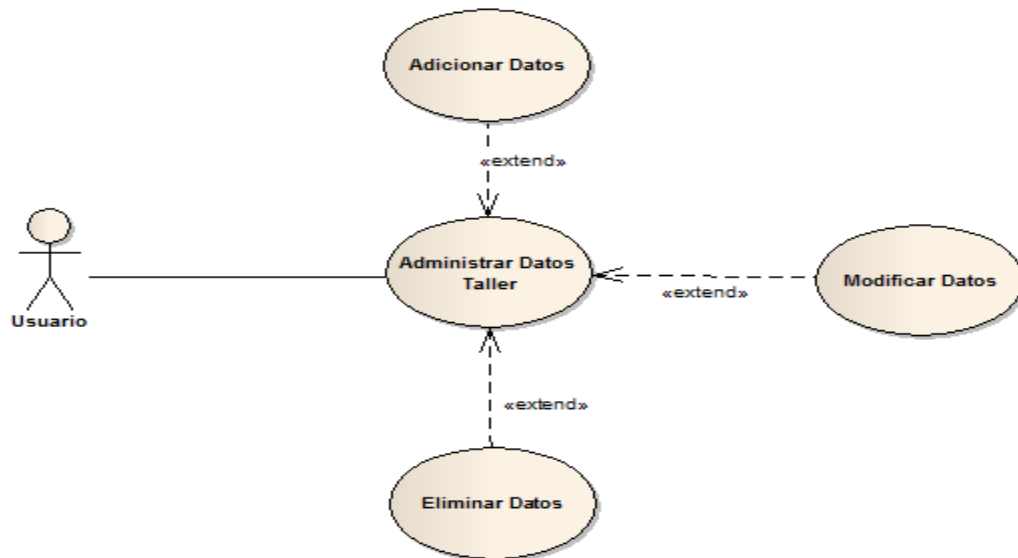 Adicionar Datos
«extend»
Administrar Datos
Taller
Modificar Datos
«extend»
Usuario
«extend»
Eliminar Datos